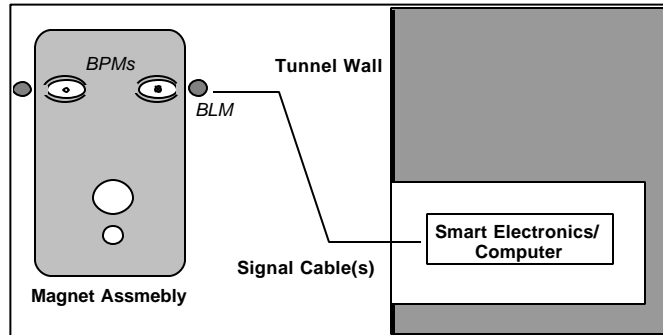 BPMs
Tunnel Wall
BLM
Smart Electronics/
Computer
Signal Cable(s)
Magnet Assmebly